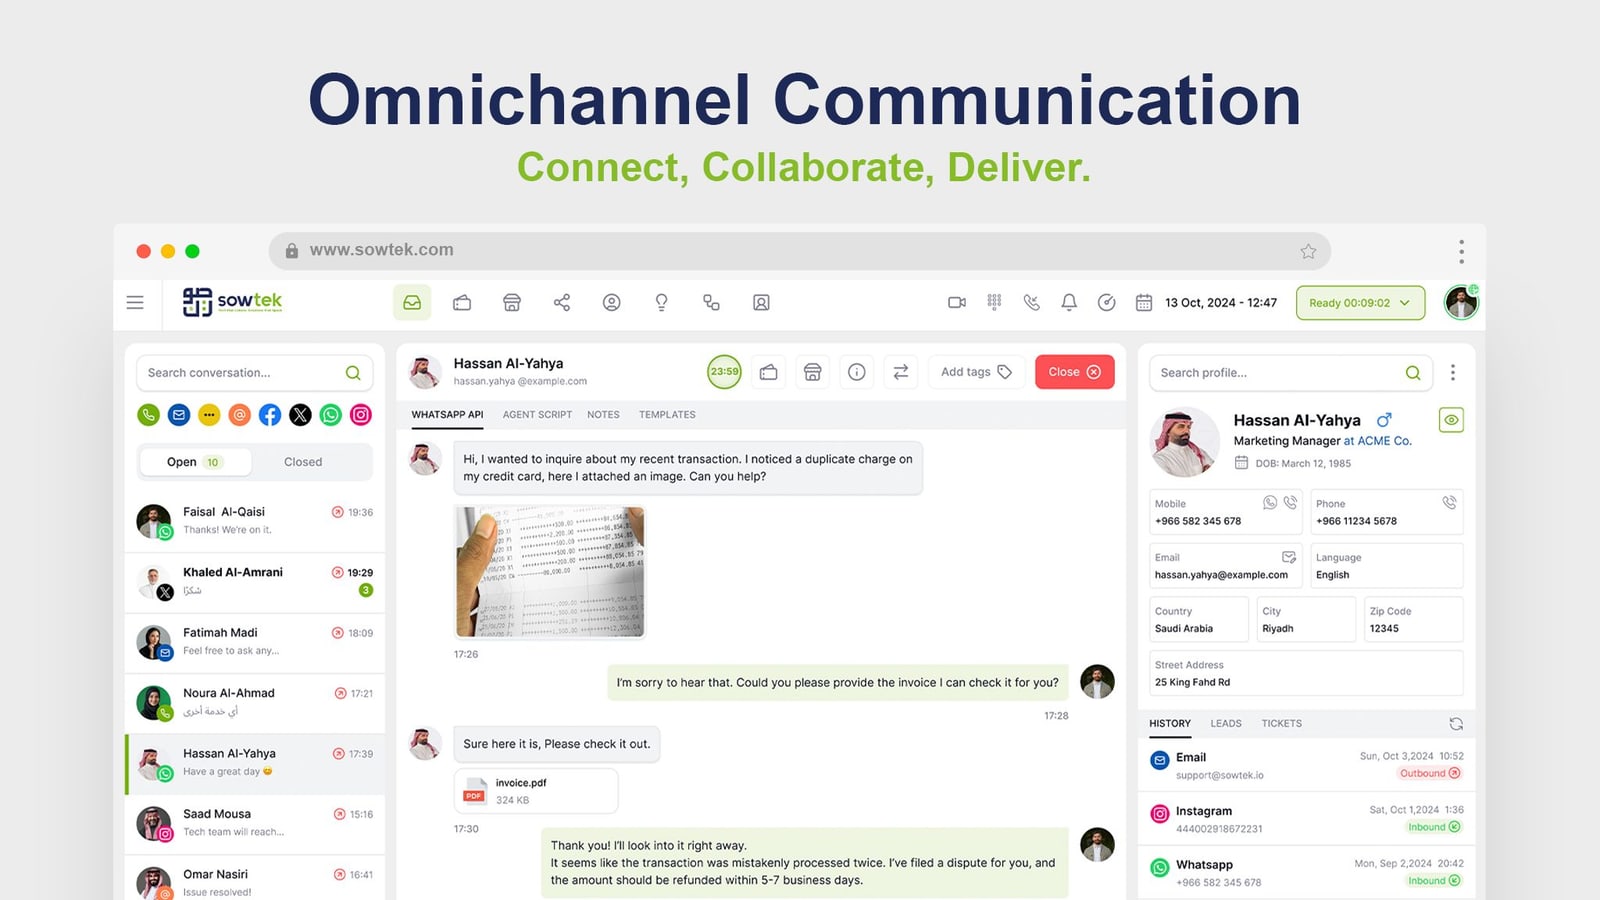 Omnichannel Communication
Connect, Collaborate, Deliver.
www.sowtek.com
sowtek
13 Oct, 2024 - 12:47
Ready 00:09:02
Search conversation...
Open 10
Closed
Faisal Al-Qaisi
19:36
Thanks! We're on it.
Khaled Al-Amrani
19:29
شكرًا
3
Fatimah Madi
18:09
Feel free to ask any...
Noura Al-Ahmad
17:21
أي خدمة أخرى
Hassan Al-Yahya
17:39
Have a great day 😊
Saad Mousa
15:16
Tech team will reach...
Omar Nasiri
16:41
Issue resolved!
Hassan Al-Yahya
hassan.yahya @example.com
23:59
Add tags
Close
WHATSAPP API
AGENT SCRIPT
NOTES
TEMPLATES
Hi, I wanted to inquire about my recent transaction. I noticed a duplicate charge on
my credit card, here I attached an image. Can you help?
17:26
I'm sorry to hear that. Could you please provide the invoice I can check it for you?
17:28
Sure here it is, Please check it out.
PDF
invoice.pdf
324 KB
17:30
Thank you! I'll look into it right away.
It seems like the transaction was mistakenly processed twice. I've filed a dispute for you, and
the amount should be refunded within 5-7 business days.
Search profile...
Hassan Al-Yahya
Marketing Manager at ACME Co.
DOB: March 12, 1985
Mobile
+966 582 345 678
Phone
+966 11234 5678
Email
hassan.yahya@example.com
Language
English
Country
Saudi Arabia
City
Riyadh
Zip Code
12345
Street Address
25 King Fahd Rd
HISTORY
LEADS
TICKETS
Email
Sun, Oct 3,2024 10:52
support@sowtek.io
Outbound
Instagram
Sat, Oct 1,2024 1:36
444002918672231
Inbound
Whatsapp
Mon, Sep 2,2024 20:42
+966 582 345 678
Inbound